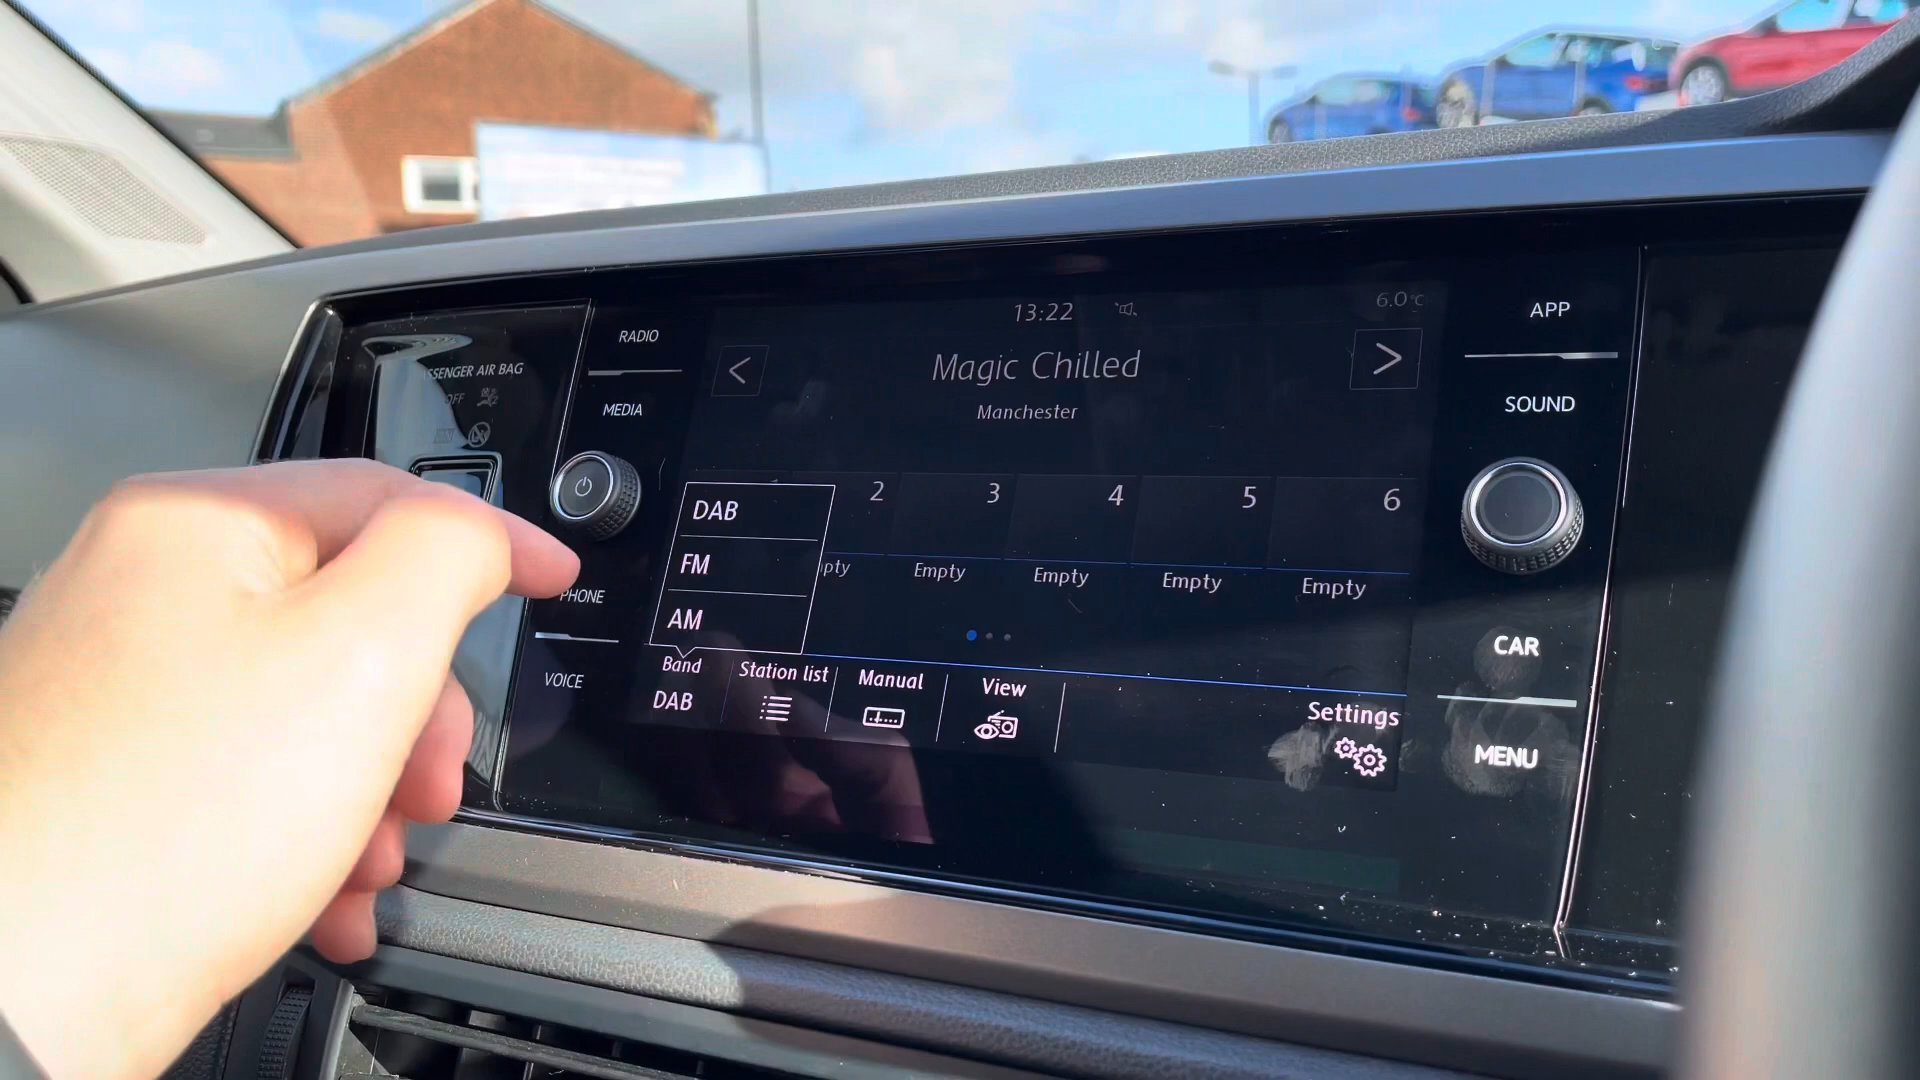 SSENGER AIR BAG
OFF
RADIO
MEDIA
PHONE
VOICE
13:22
6.0°C
<
Magic Chilled
>
Manchester
2 3 4 5 6
DAB
FM
AM
pty Empty Empty Empty Empty
Band
DAB
Station list
Manual
View
Settings
APP
SOUND
CAR
MENU